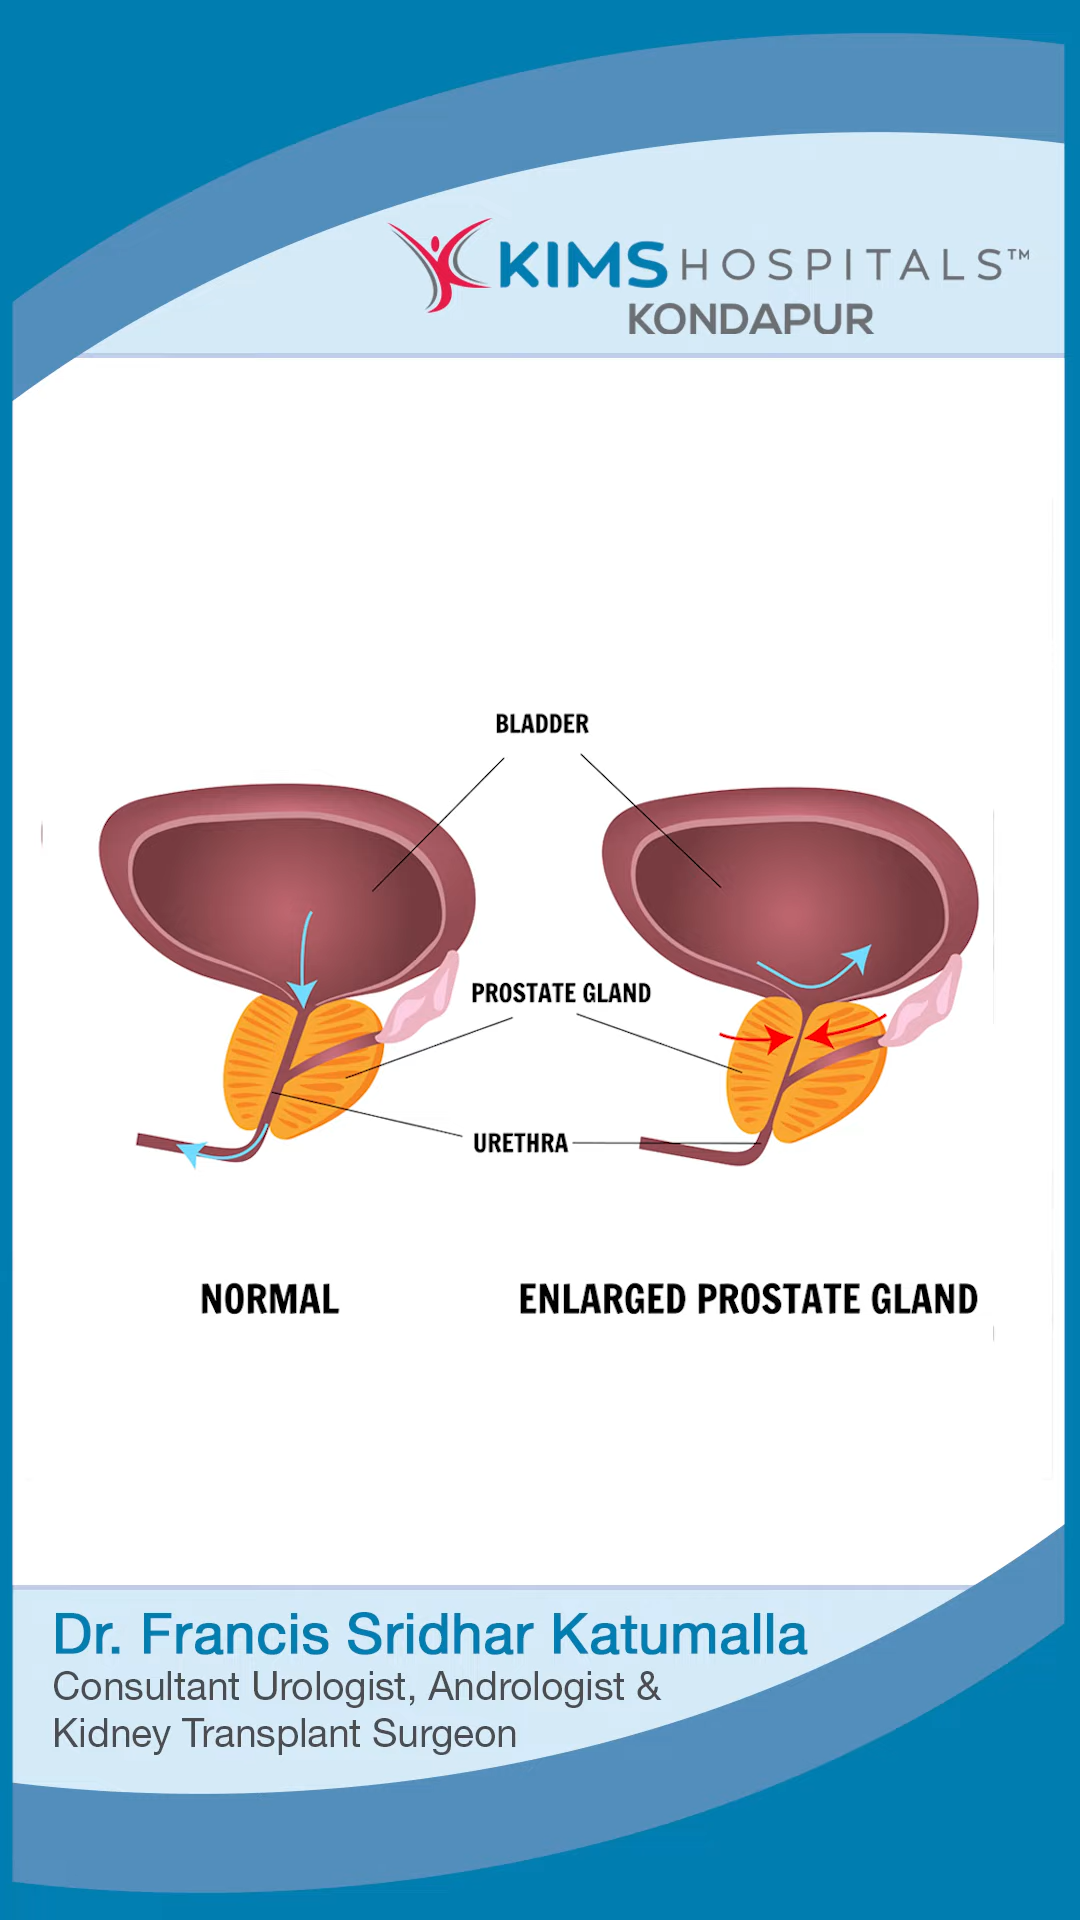 KIMS HOSPITALS™
KONDAPUR
BLADDER
PROSTATE GLAND
URETHRA
NORMAL
ENLARGED PROSTATE GLAND
Dr. Francis Sridhar Katumalla
Consultant Urologist, Andrologist &
Kidney Transplant Surgeon